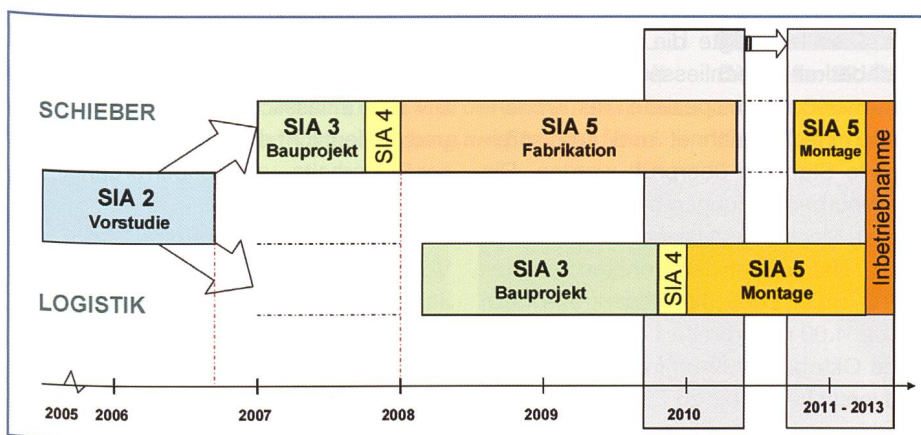 SCHIEBER
SIA 3
Bauprojekt
SIA 4
SIA 5
Fabrikation
SIA 5
Montage
Inbetriebnahme
SIA 2
Vorstudie
SIA 3
Bauprojekt
SIA 4
SIA 5
Montage
LOGISTIK
2005
2006
2007
2008
2009
2010
2011 - 2013